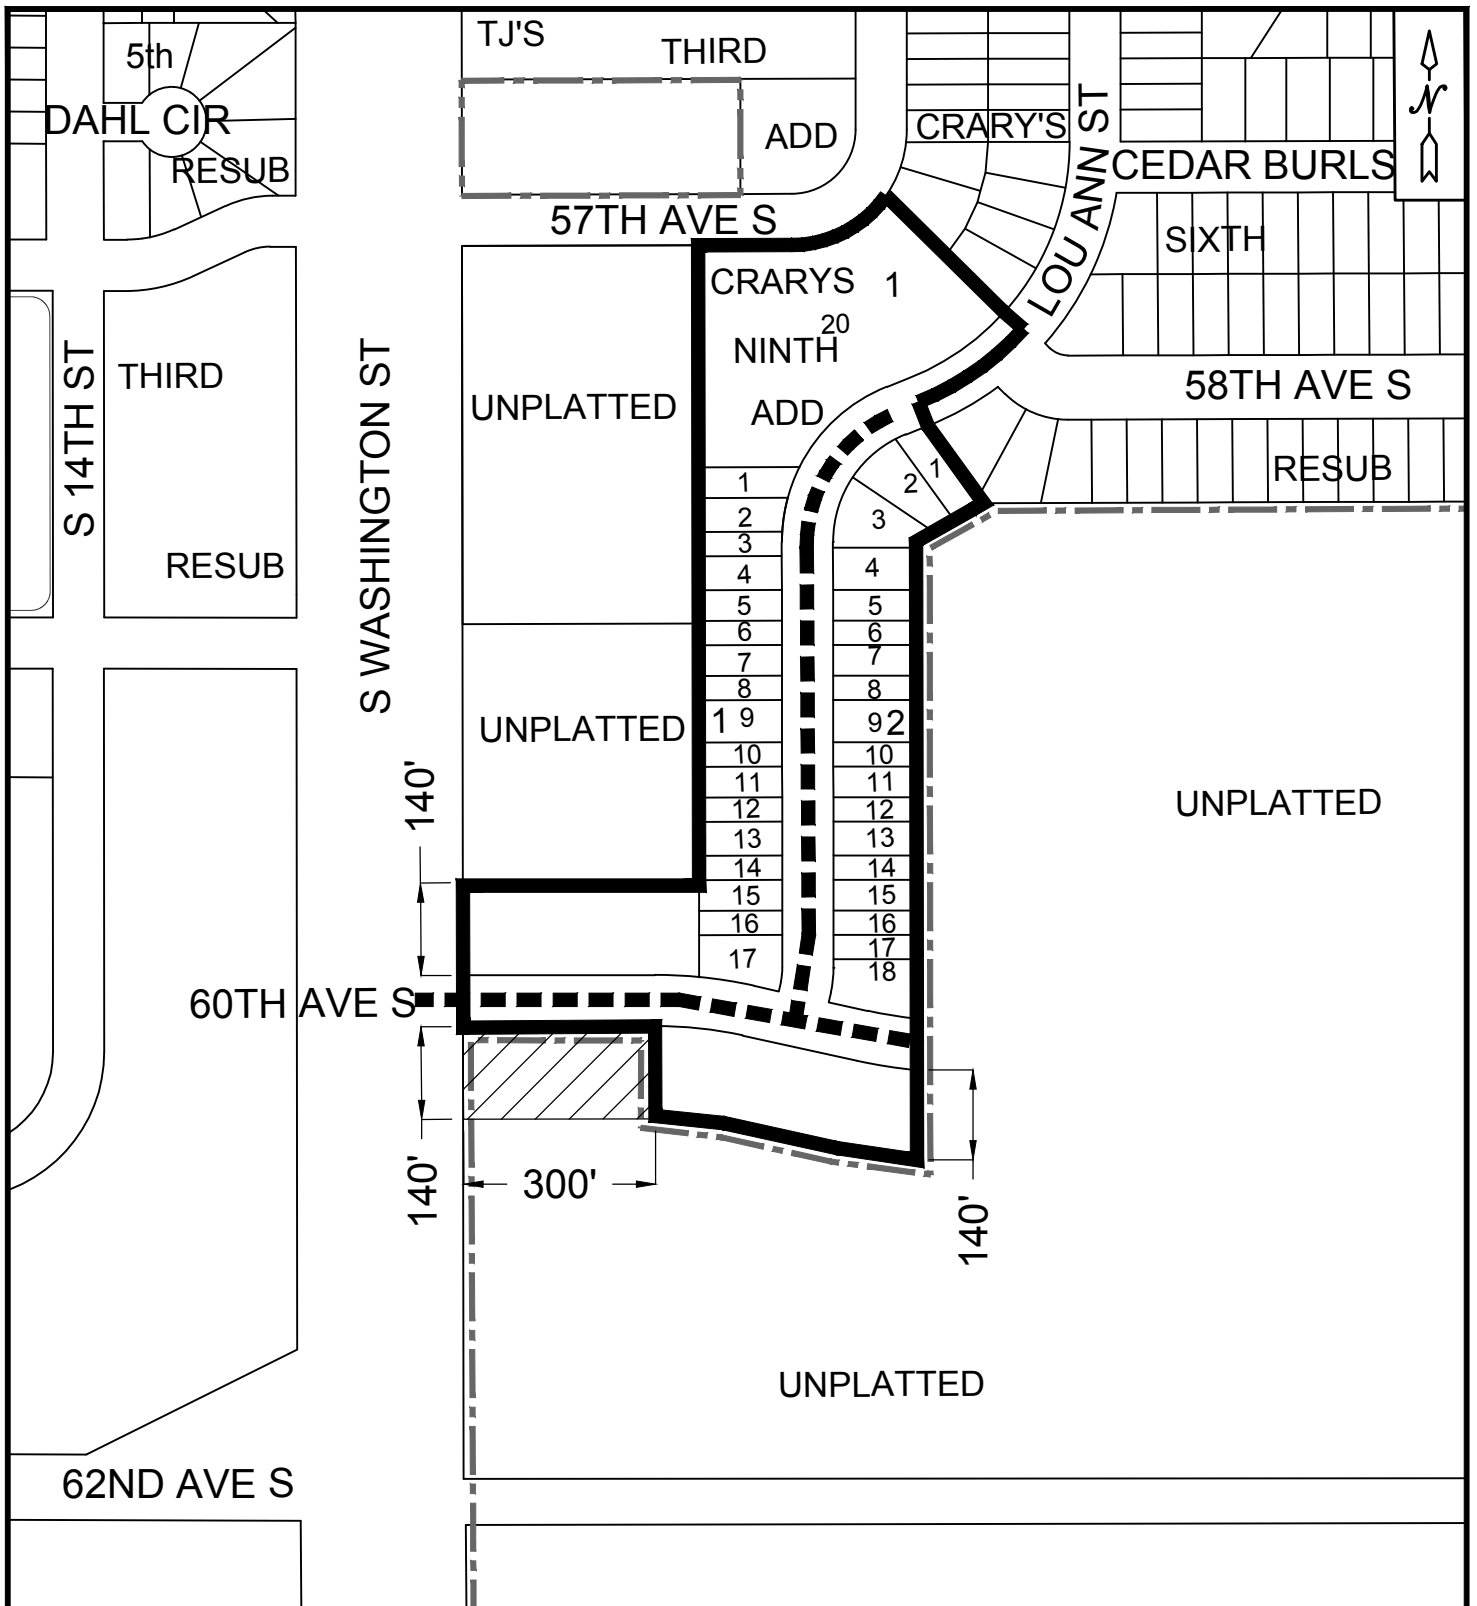 TJ'S
THIRD
5th
DAHL CIR
RESUB
ADD
CRARY'S
LOU ANN ST
CEDAR BURLS
N
57TH AVE S
SIXTH
CRARYS
1
20
NINTH
ADD
S 14TH ST
THIRD
RESUB
S WASHINGTON ST
UNPLATTED
58TH AVE S
RESUB
1
2
3
4
5
6
7
8
1 9
10
11
12
13
14
15
16
17
1
2
3
4
5
6
7
8
9 2
10
11
12
13
14
15
16
17
18
UNPLATTED
UNPLATTED
140'
60TH AVE S
140'
300'
140'
UNPLATTED
62ND AVE S